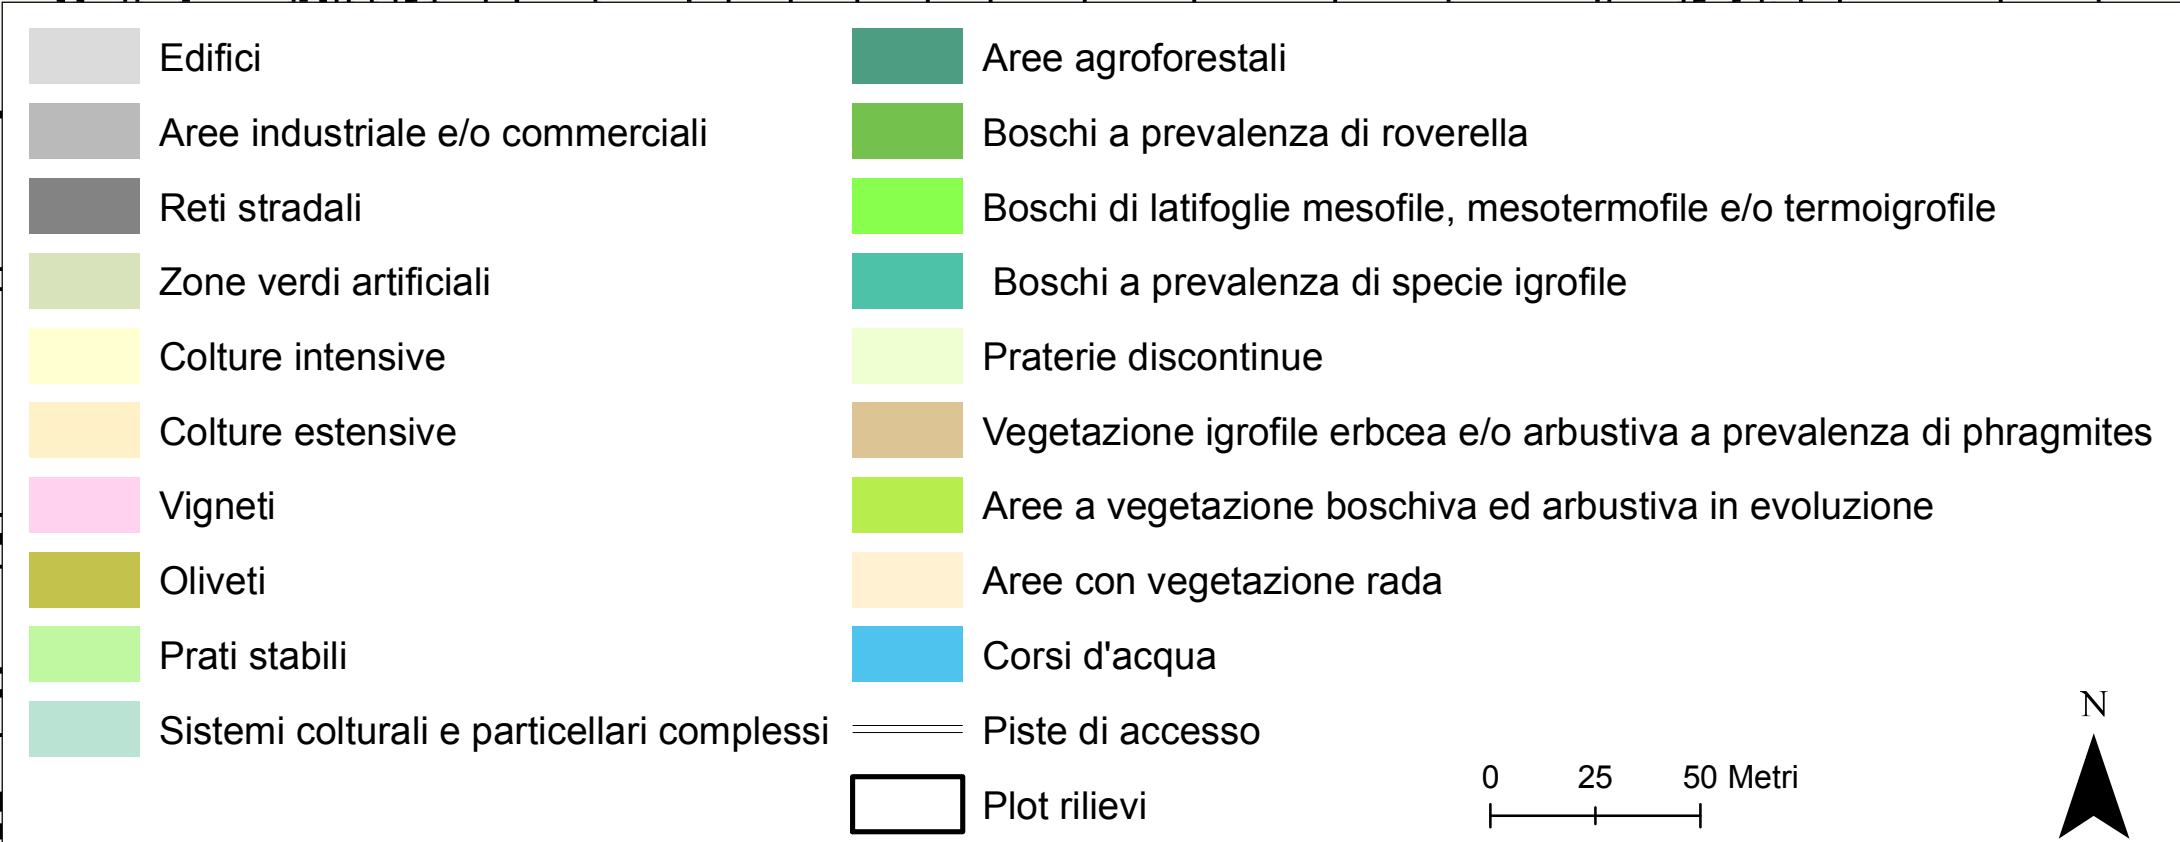 Edifici
Aree industriale e/o commerciali
Reti stradali
Zone verdi artificiali
Colture intensive
Colture estensive
Vigneti
Oliveti
Prati stabili
Sistemi colturali e particellari complessi
Aree agroforestali
Boschi a prevalenza di roverella
Boschi di latifoglie mesofile, mesotermofile e/o termoigrofile
Boschi a prevalenza di specie igrofile
Praterie discontinue
Vegetazione igrofile erbcea e/o arbustiva a prevalenza di phragmites
Aree a vegetazione boschiva ed arbustiva in evoluzione
Aree con vegetazione rada
Corsi d'acqua
Piste di accesso
Plot rilievi
0 25 50 Metri
N